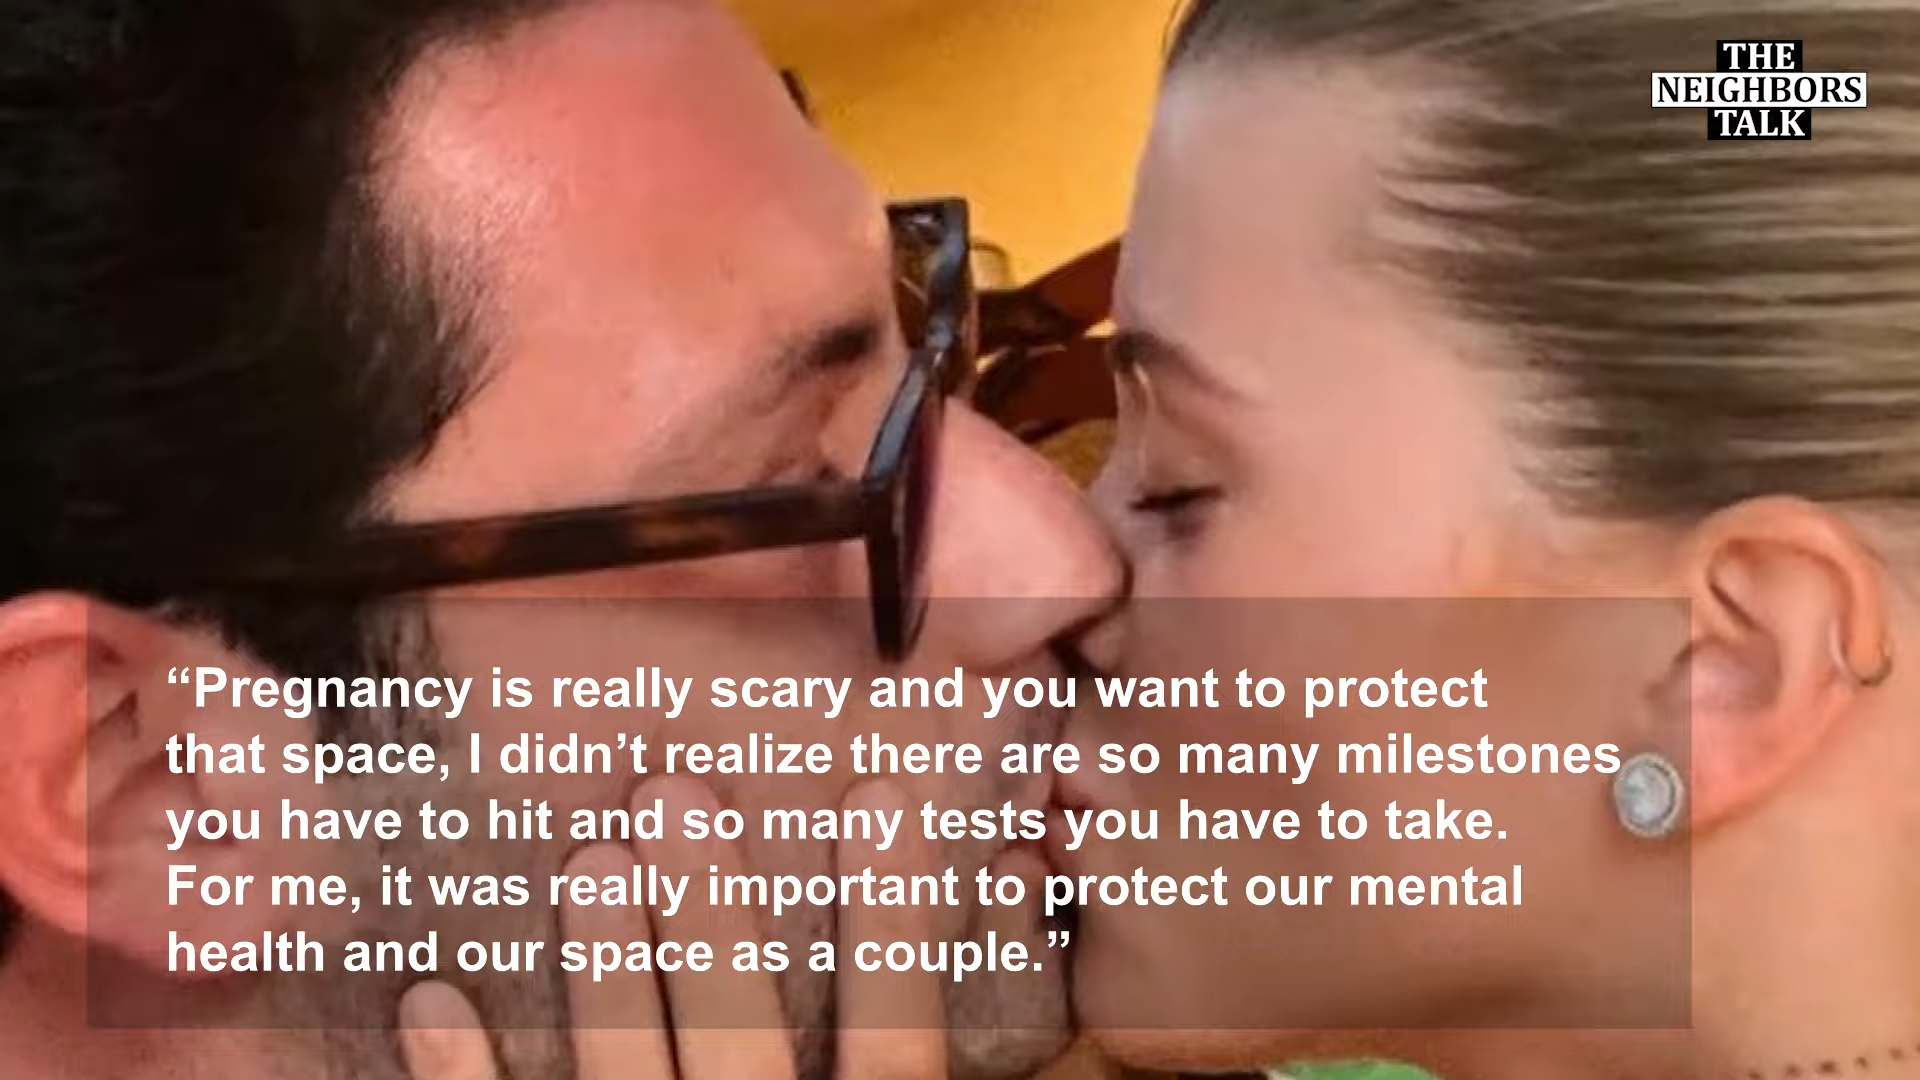 THE
NEIGHBORS
TALK
“Pregnancy is really scary and you want to protect
that space, I didn’t realize there are so many milestones
you have to hit and so many tests you have to take.
For me, it was really important to protect our mental
health and our space as a couple.”